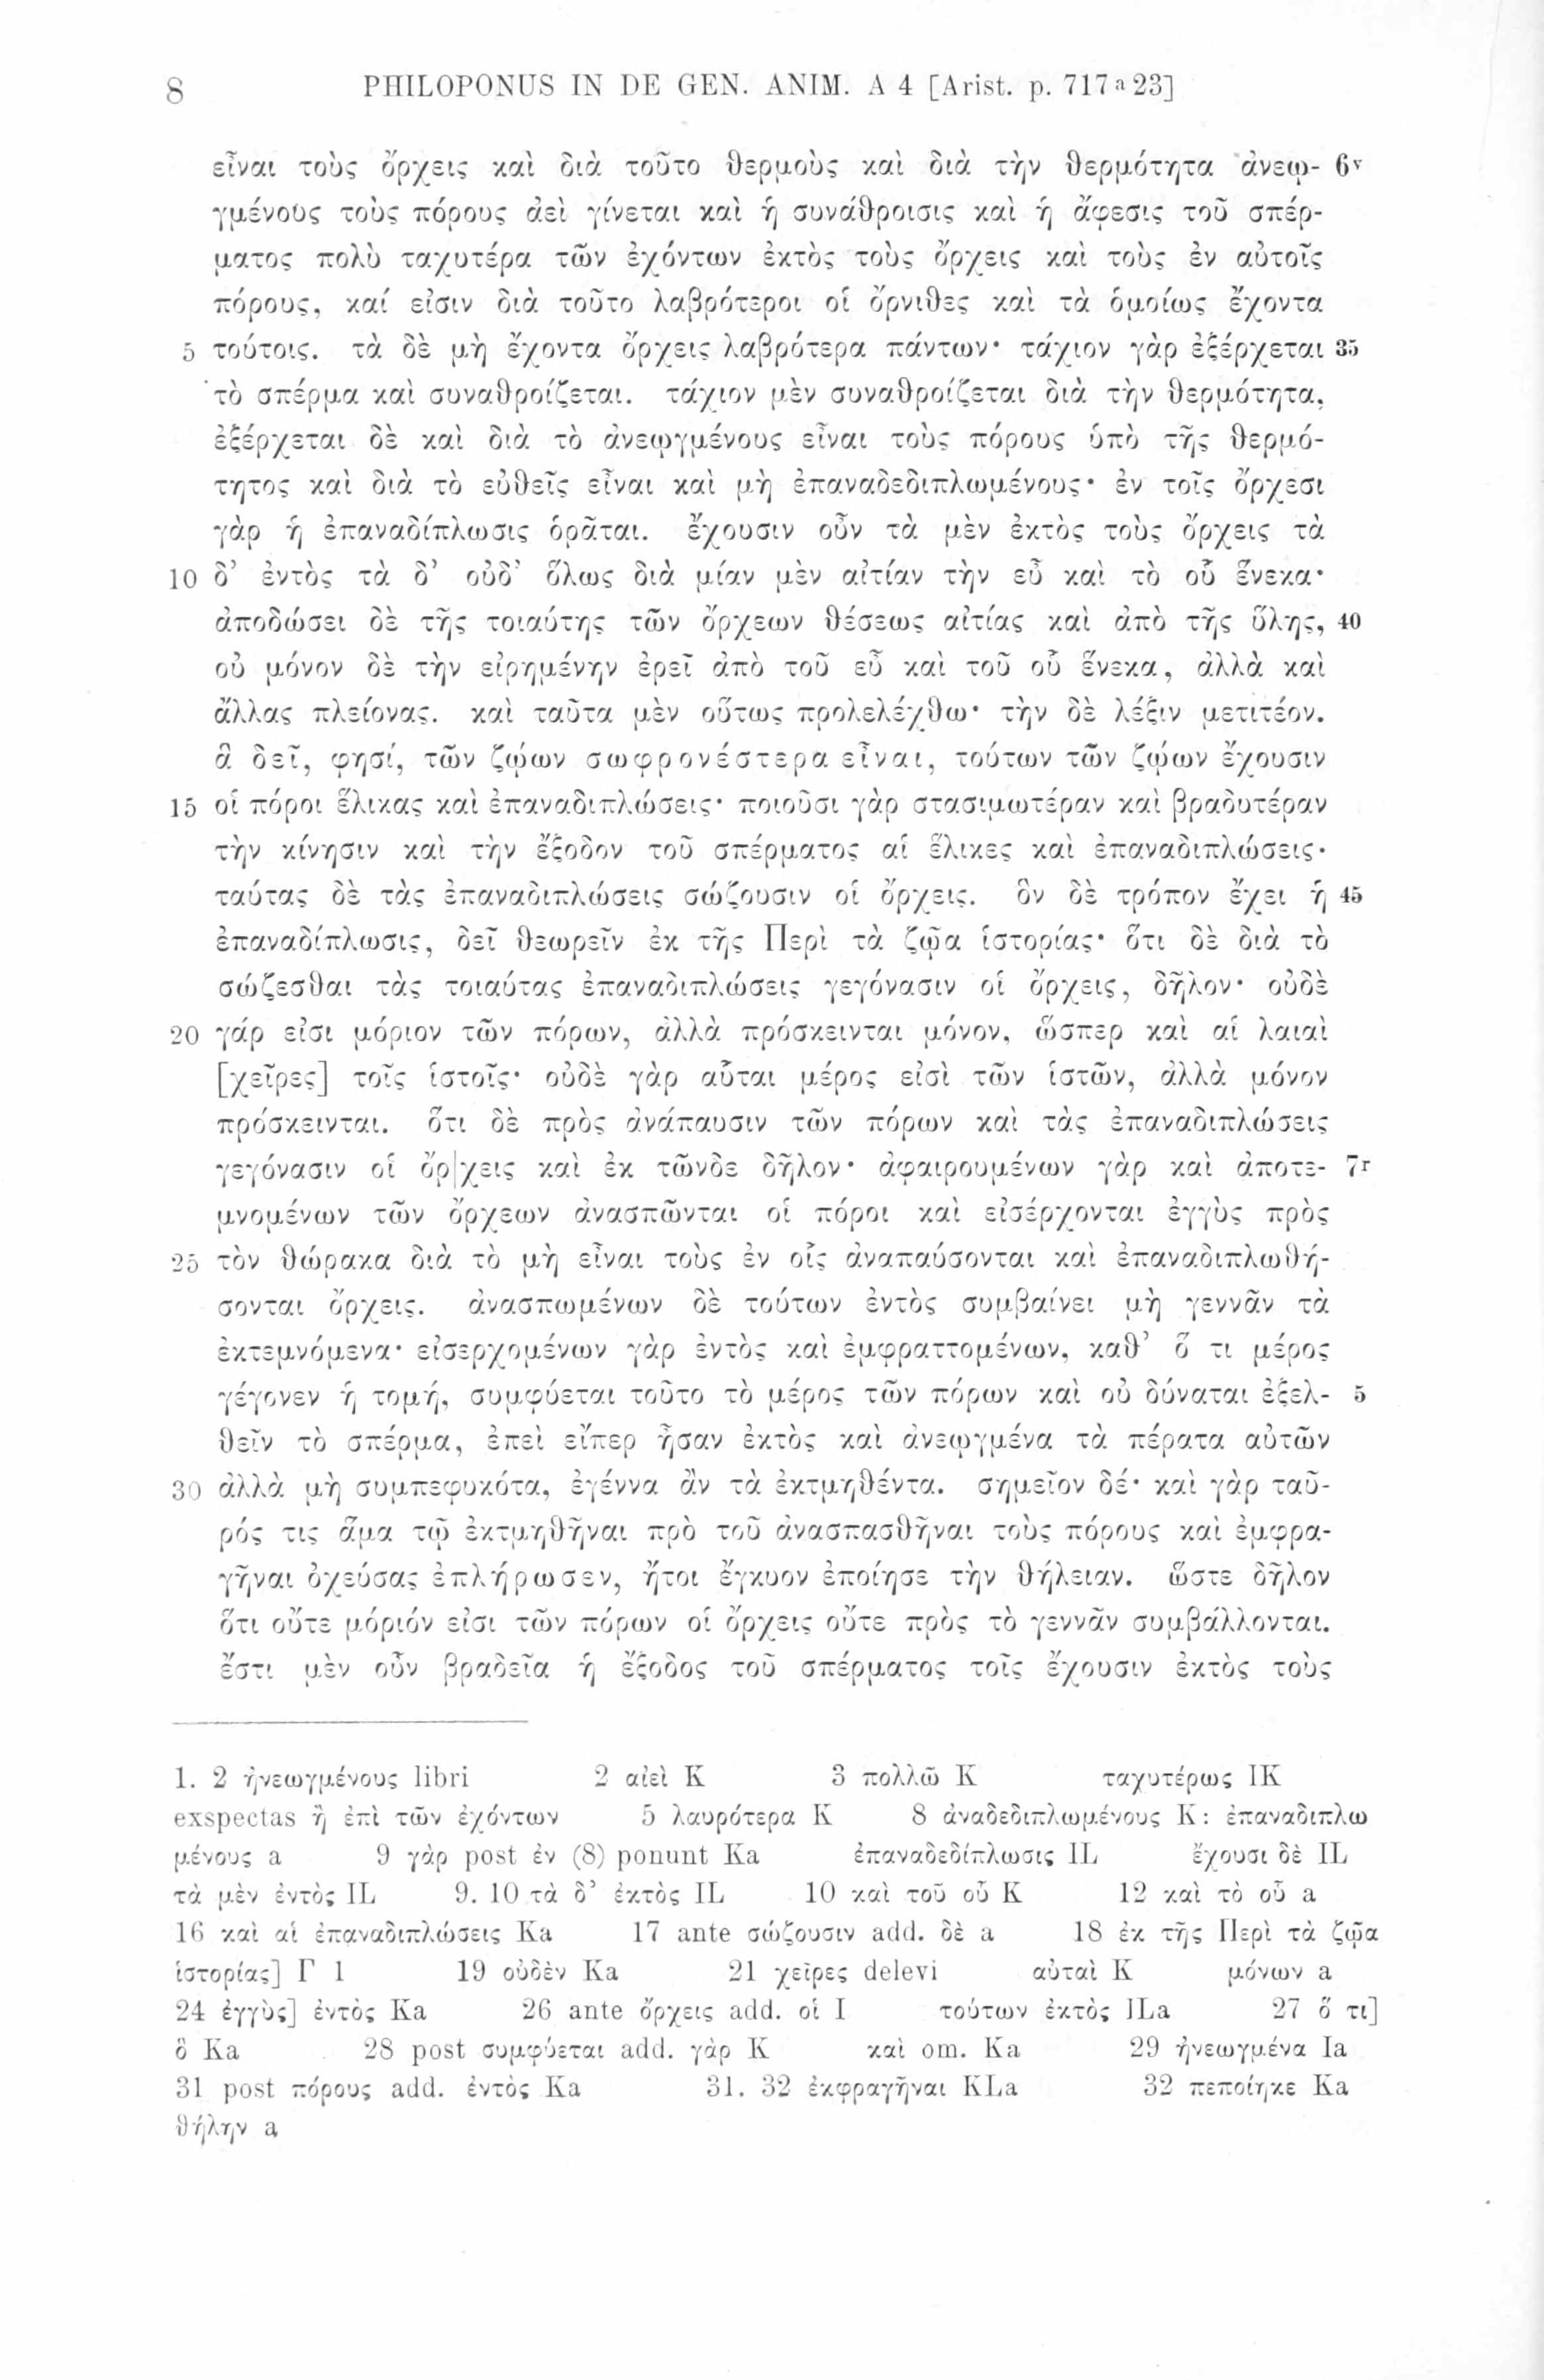 8 PHILOPONUS IN DE GEN. ANIM. A 4 [Arist. p. 717ᵃ23]
εἶναι τοὺς ὄρχεις καὶ διὰ τοῦτο θερμοὺς καὶ διὰ τὴν θερμότητα ἀνεῳ- 6ᵛ
γμένους τοὺς πόρους ἀεὶ γίνεται καὶ ἡ συνάθροισις καὶ ἡ ἄφεσις τοῦ σπέρ-
ματος πολὺ ταχυτέρα τῶν ἐχόντων ἐκτὸς τοὺς ὄρχεις καὶ τοὺς ἐν αὐτοῖς
πόρους, καί εἰσιν διὰ τοῦτο λαβρότεροι οἱ ὄρνιθες καὶ τὰ ὁμοίως ἔχοντα
5 τούτοις. τὰ δὲ μὴ ἔχοντα ὄρχεις λαβρότερα πάντων· τάχιον γὰρ ἐξέρχεται 35
τὸ σπέρμα καὶ συναθροίζεται. τάχιον μὲν συναθροίζεται διὰ τὴν θερμότητα,
ἐξέρχεται δὲ καὶ διὰ τὸ ἀνεῳγμένους εἶναι τοὺς πόρους ὑπὸ τῆς θερμό-
τητος καὶ διὰ τὸ εὐθεῖς εἶναι καὶ μὴ ἐπαναδεδιπλωμένους· ἐν τοῖς ὄρχεσι
γὰρ ἡ ἐπαναδίπλωσις ὁρᾶται. ἔχουσιν οὖν τὰ μὲν ἐκτὸς τοὺς ὄρχεις τὰ
10 δ’ ἐντὸς τὰ δ’ οὐδ’ ὅλως διὰ μίαν μὲν αἰτίαν τὴν εὖ καὶ τὸ οὗ ἕνεκα·
ἀποδώσει δὲ τῆς τοιαύτης τῶν ὄρχεων θέσεως αἰτίας καὶ ἀπὸ τῆς ὕλης, 40
οὐ μόνον δὲ τὴν εἰρημένην ἐρεῖ ἀπὸ τοῦ εὖ καὶ τοῦ οὗ ἕνεκα, ἀλλὰ καὶ
ἄλλας πλείονας. καὶ ταῦτα μὲν οὕτως προλελέχθω· τὴν δὲ λέξιν μετιτέον.
ἃ δεῖ, φησί, τῶν ζῴων σωφρονέστερα εἶναι, τούτων τῶν ζῴων ἔχουσιν
15 οἱ πόροι ἕλικας καὶ ἐπαναδιπλώσεις· ποιοῦσι γὰρ στασιμωτέραν καὶ βραδυτέραν
τὴν κίνησιν καὶ τὴν ἔξοδον τοῦ σπέρματος αἱ ἕλικες καὶ ἐπαναδιπλώσεις·
ταύτας δὲ τὰς ἐπαναδιπλώσεις σώζουσιν οἱ ὄρχεις. ὃν δὲ τρόπον ἔχει ἡ 45
ἐπαναδίπλωσις, δεῖ θεωρεῖν ἐκ τῆς Περὶ τὰ ζῷα ἱστορίας· ὅτι δὲ διὰ τὸ
σώζεσθαι τὰς τοιαύτας ἐπαναδιπλώσεις γεγόνασιν οἱ ὄρχεις, δῆλον· οὐδὲ
20 γάρ εἰσι μόριον τῶν πόρων, ἀλλὰ πρόσκεινται μόνον, ὥσπερ καὶ αἱ λαιαὶ
[χεῖρες] τοῖς ἱστοῖς· οὐδὲ γὰρ αὗται μέρος εἰσὶ τῶν ἱστῶν, ἀλλὰ μόνον
πρόσκεινται. ὅτι δὲ πρὸς ἀνάπαυσιν τῶν πόρων καὶ τὰς ἐπαναδιπλώσεις
γεγόνασιν οἱ ὄρ|χεις καὶ ἐκ τῶνδε δῆλον· ἀφαιρουμένων γὰρ καὶ ἀποτε- 7ʳ
μνομένων τῶν ὄρχεων ἀνασπῶνται οἱ πόροι καὶ εἰσέρχονται ἐγγὺς πρὸς
25 τὸν θώρακα διὰ τὸ μὴ εἶναι τοὺς ἐν οἷς ἀναπαύσονται καὶ ἐπαναδιπλωθή-
σονται ὄρχεις. ἀνασπωμένων δὲ τούτων ἐντὸς συμβαίνει μὴ γεννᾶν τὰ
ἐκτεμνόμενα· εἰσερχομένων γὰρ ἐντὸς καὶ ἐμφραττομένων, καθ’ ὅ τι μέρος
γέγονεν ἡ τομή, συμφύεται τοῦτο τὸ μέρος τῶν πόρων καὶ οὐ δύναται ἐξελ- 5
θεῖν τὸ σπέρμα, ἐπεὶ εἴπερ ἦσαν ἐκτὸς καὶ ἀνεῳγμένα τὰ πέρατα αὐτῶν
30 ἀλλὰ μὴ συμπεφυκότα, ἐγέννα ἂν τὰ ἐκτμηθέντα. σημεῖον δέ· καὶ γὰρ ταῦ-
ρός τις ἅμα τῷ ἐκτμηθῆναι πρὸ τοῦ ἀνασπασθῆναι τοὺς πόρους καὶ ἐμφρα-
γῆναι ὀχεύσας ἐπλήρωσεν, ἤτοι ἔγκυον ἐποίησε τὴν θήλειαν. ὥστε δῆλον
ὅτι οὔτε μόριόν εἰσι τῶν πόρων οἱ ὄρχεις οὔτε πρὸς τὸ γεννᾶν συμβάλλονται.
ἔστι μὲν οὖν βραδεῖα ἡ ἔξοδος τοῦ σπέρματος τοῖς ἔχουσιν ἐκτὸς τοὺς
1. 2 ἠνεωγμένους libri 2 αἰεὶ K 3 πολλῶ K ταχυτέρως IK
exspectas ἢ ἐπὶ τῶν ἐχόντων 5 λαυρότερα K 8 ἀναδεδιπλωμένους K: ἐπαναδιπλω
μένους a 9 γὰρ post ἐν (8) ponunt Ka ἐπαναδεδίπλωσις IL ἔχουσι δὲ IL
τὰ μὲν ἐντὸς IL 9. 10 τὰ δ’ ἐκτὸς IL 10 καὶ τοῦ οὗ K 12 καὶ τὸ οὗ a
16 καὶ αἱ ἐπαναδιπλώσεις Ka 17 ante σώζουσιν add. δὲ a 18 ἐκ τῆς Περὶ τὰ ζῷα
ἱστορίας] Γ 1 19 οὐδὲν Ka 21 χεῖρες delevi αὐταὶ K μόνων a
24 ἐγγὺς] ἐντὸς Ka 26 ante ὄρχεις add. οἱ I τούτων ἐκτὸς ILa 27 ὅ τι]
ὃ Ka 28 post συμφύεται add. γὰρ K καὶ om. Ka 29 ἠνεωγμένα Ia
31 post πόρους add. ἐντὸς Ka 31. 32 ἐκφραγῆναι KLa 32 πεποίηκε Ka
θήλην a